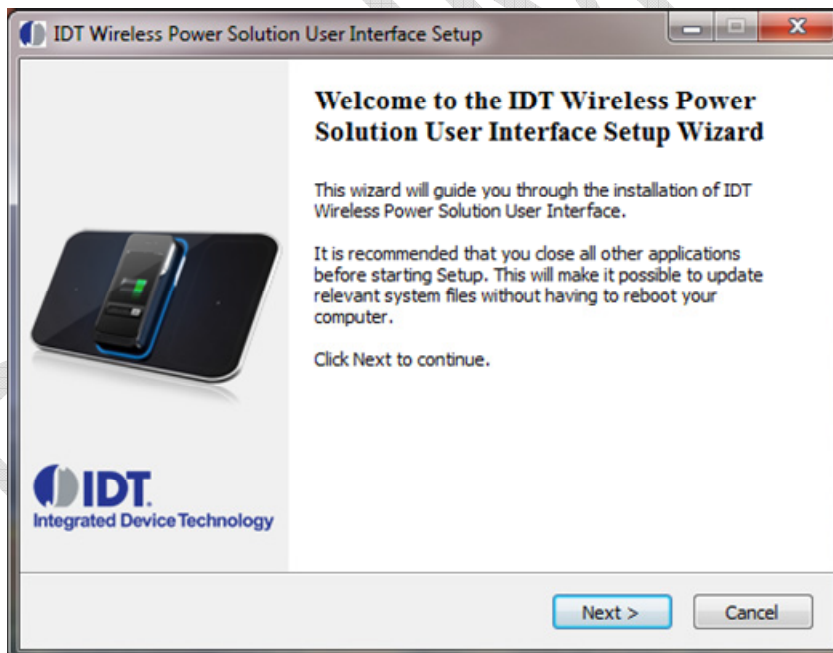 IDT Wireless Power Solution User Interface Setup
Welcome to the IDT Wireless Power
Solution User Interface Setup Wizard
This wizard will guide you through the installation of IDT
Wireless Power Solution User Interface.
It is recommended that you close all other applications
before starting Setup. This will make it possible to update
relevant system files without having to reboot your
computer.
Click Next to continue.
IDT.
Integrated Device Technology
Next >
Cancel